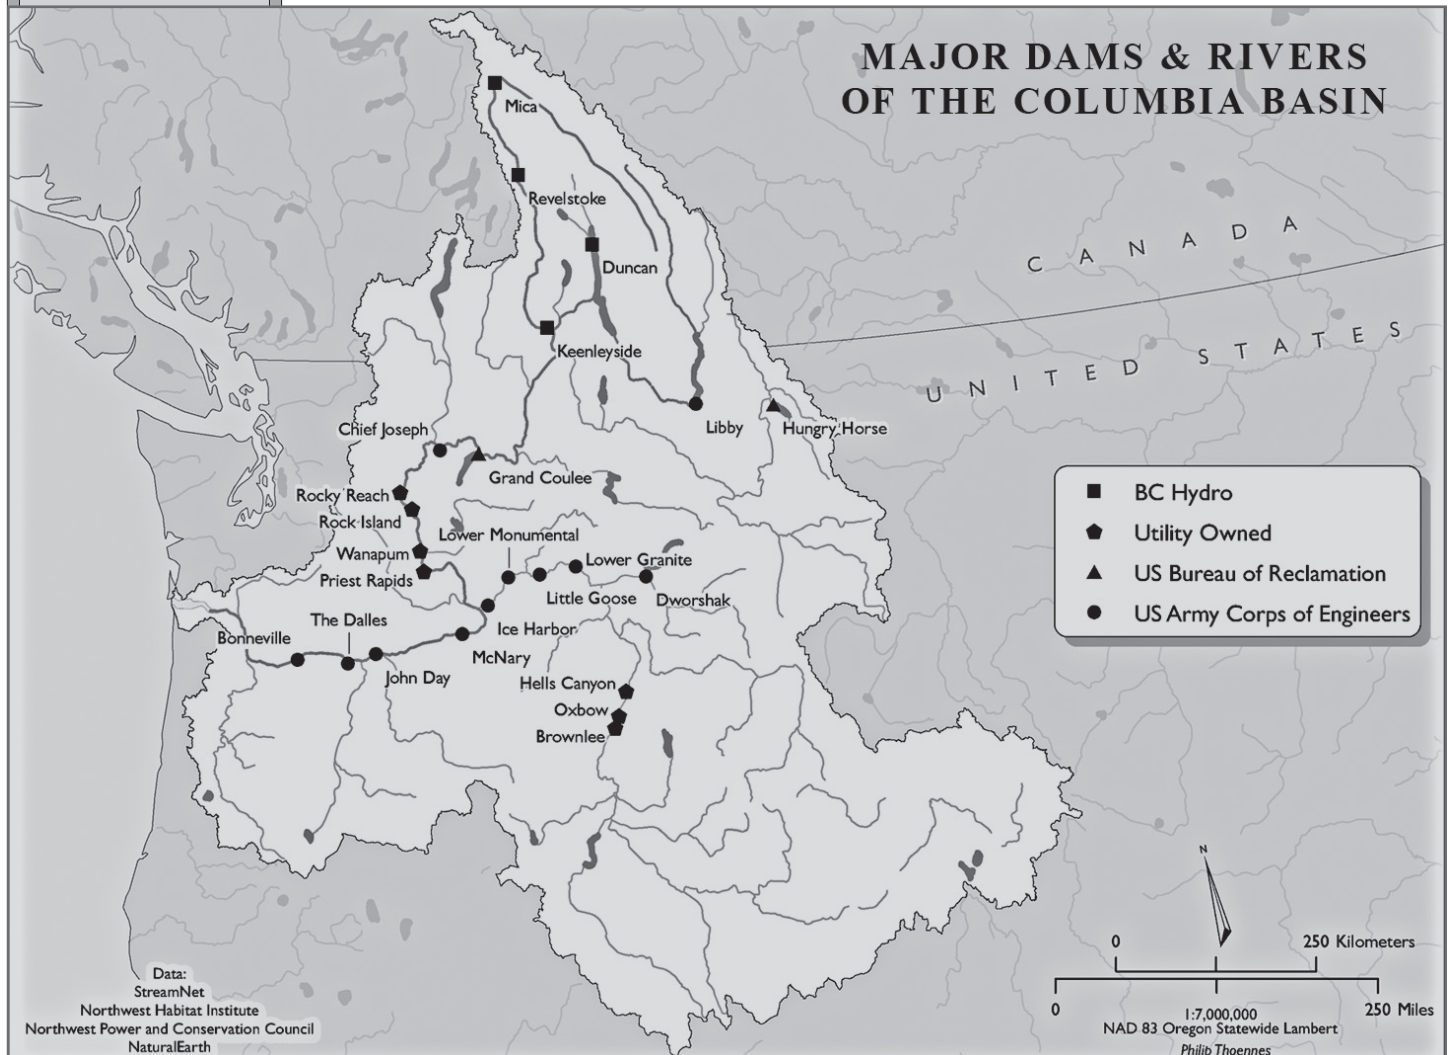 MAJOR DAMS & RIVERS
OF THE COLUMBIA BASIN
Mica
Revelstoke
Duncan
Keenleyside
CANADA
UNITED STATES
Libby
Hungry Horse
Chief Joseph
Grand Coulee
Rocky Reach
Rock Island
Lower Monumental
Wanapum
Lower Granite
Priest Rapids
Little Goose
Dworshak
The Dalles
Ice Harbor
Bonneville
McNary
John Day
Hells Canyon
Oxbow
Brownlee
BC Hydro
Utility Owned
US Bureau of Reclamation
US Army Corps of Engineers
N
0 250 Kilometers
0 250 Miles
1:7,000,000
NAD 83 Oregon Statewide Lambert
Philip Thoennes
Data:
StreamNet
Northwest Habitat Institute
Northwest Power and Conservation Council
NaturalEarth